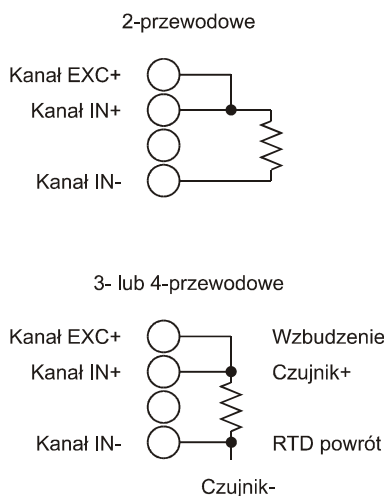 2-przewodowe
Kanał EXC+
Kanał IN+
Kanał IN-
3- lub 4-przewodowe
Kanał EXC+ Wzbudzenie
Kanał IN+ Czujnik+
Kanał IN- RTD powrót
Czujnik-